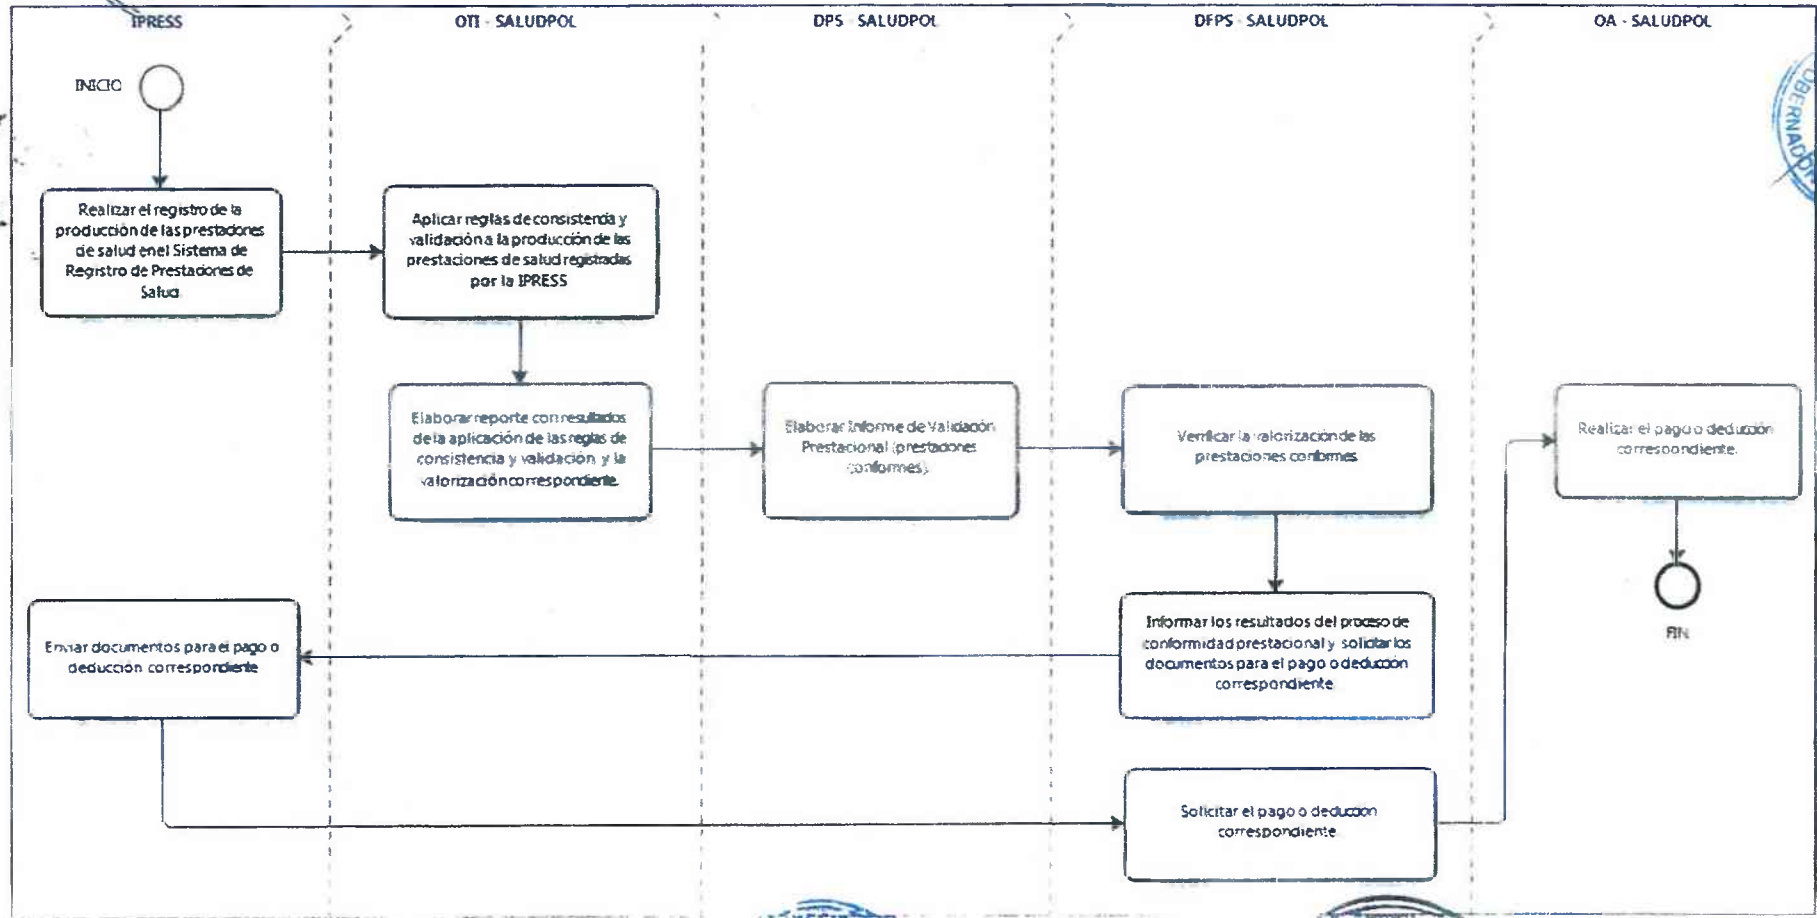 IPRESS
OTI - SALUDPOL
DPS - SALUDPOL
DFPS - SALUDPOL
OA - SALUDPOL
INICIO
Realizar el registro de la
producción de las prestaciones
de salud en el Sistema de
Registro de Prestaciones de
Salud.
Aplicar reglas de consistencia y
validación a la producción de las
prestaciones de salud registradas
por la IPRESS
Elaborar reporte con resultados
de la aplicación de las reglas de
consistencia y validación, y la
valorización correspondiente.
Elaborar Informe de Validación
Prestacional (prestaciones
conformes).
Verificar la valorización de las
prestaciones conformes
Realizar el pago o deducción
correspondiente.
FIN
Informar los resultados del proceso de
conformidad prestacional y solicitar los
documentos para el pago o deducción
correspondiente
Enviar documentos para el pago o
deducción correspondiente
Solicitar el pago o deducción
correspondiente